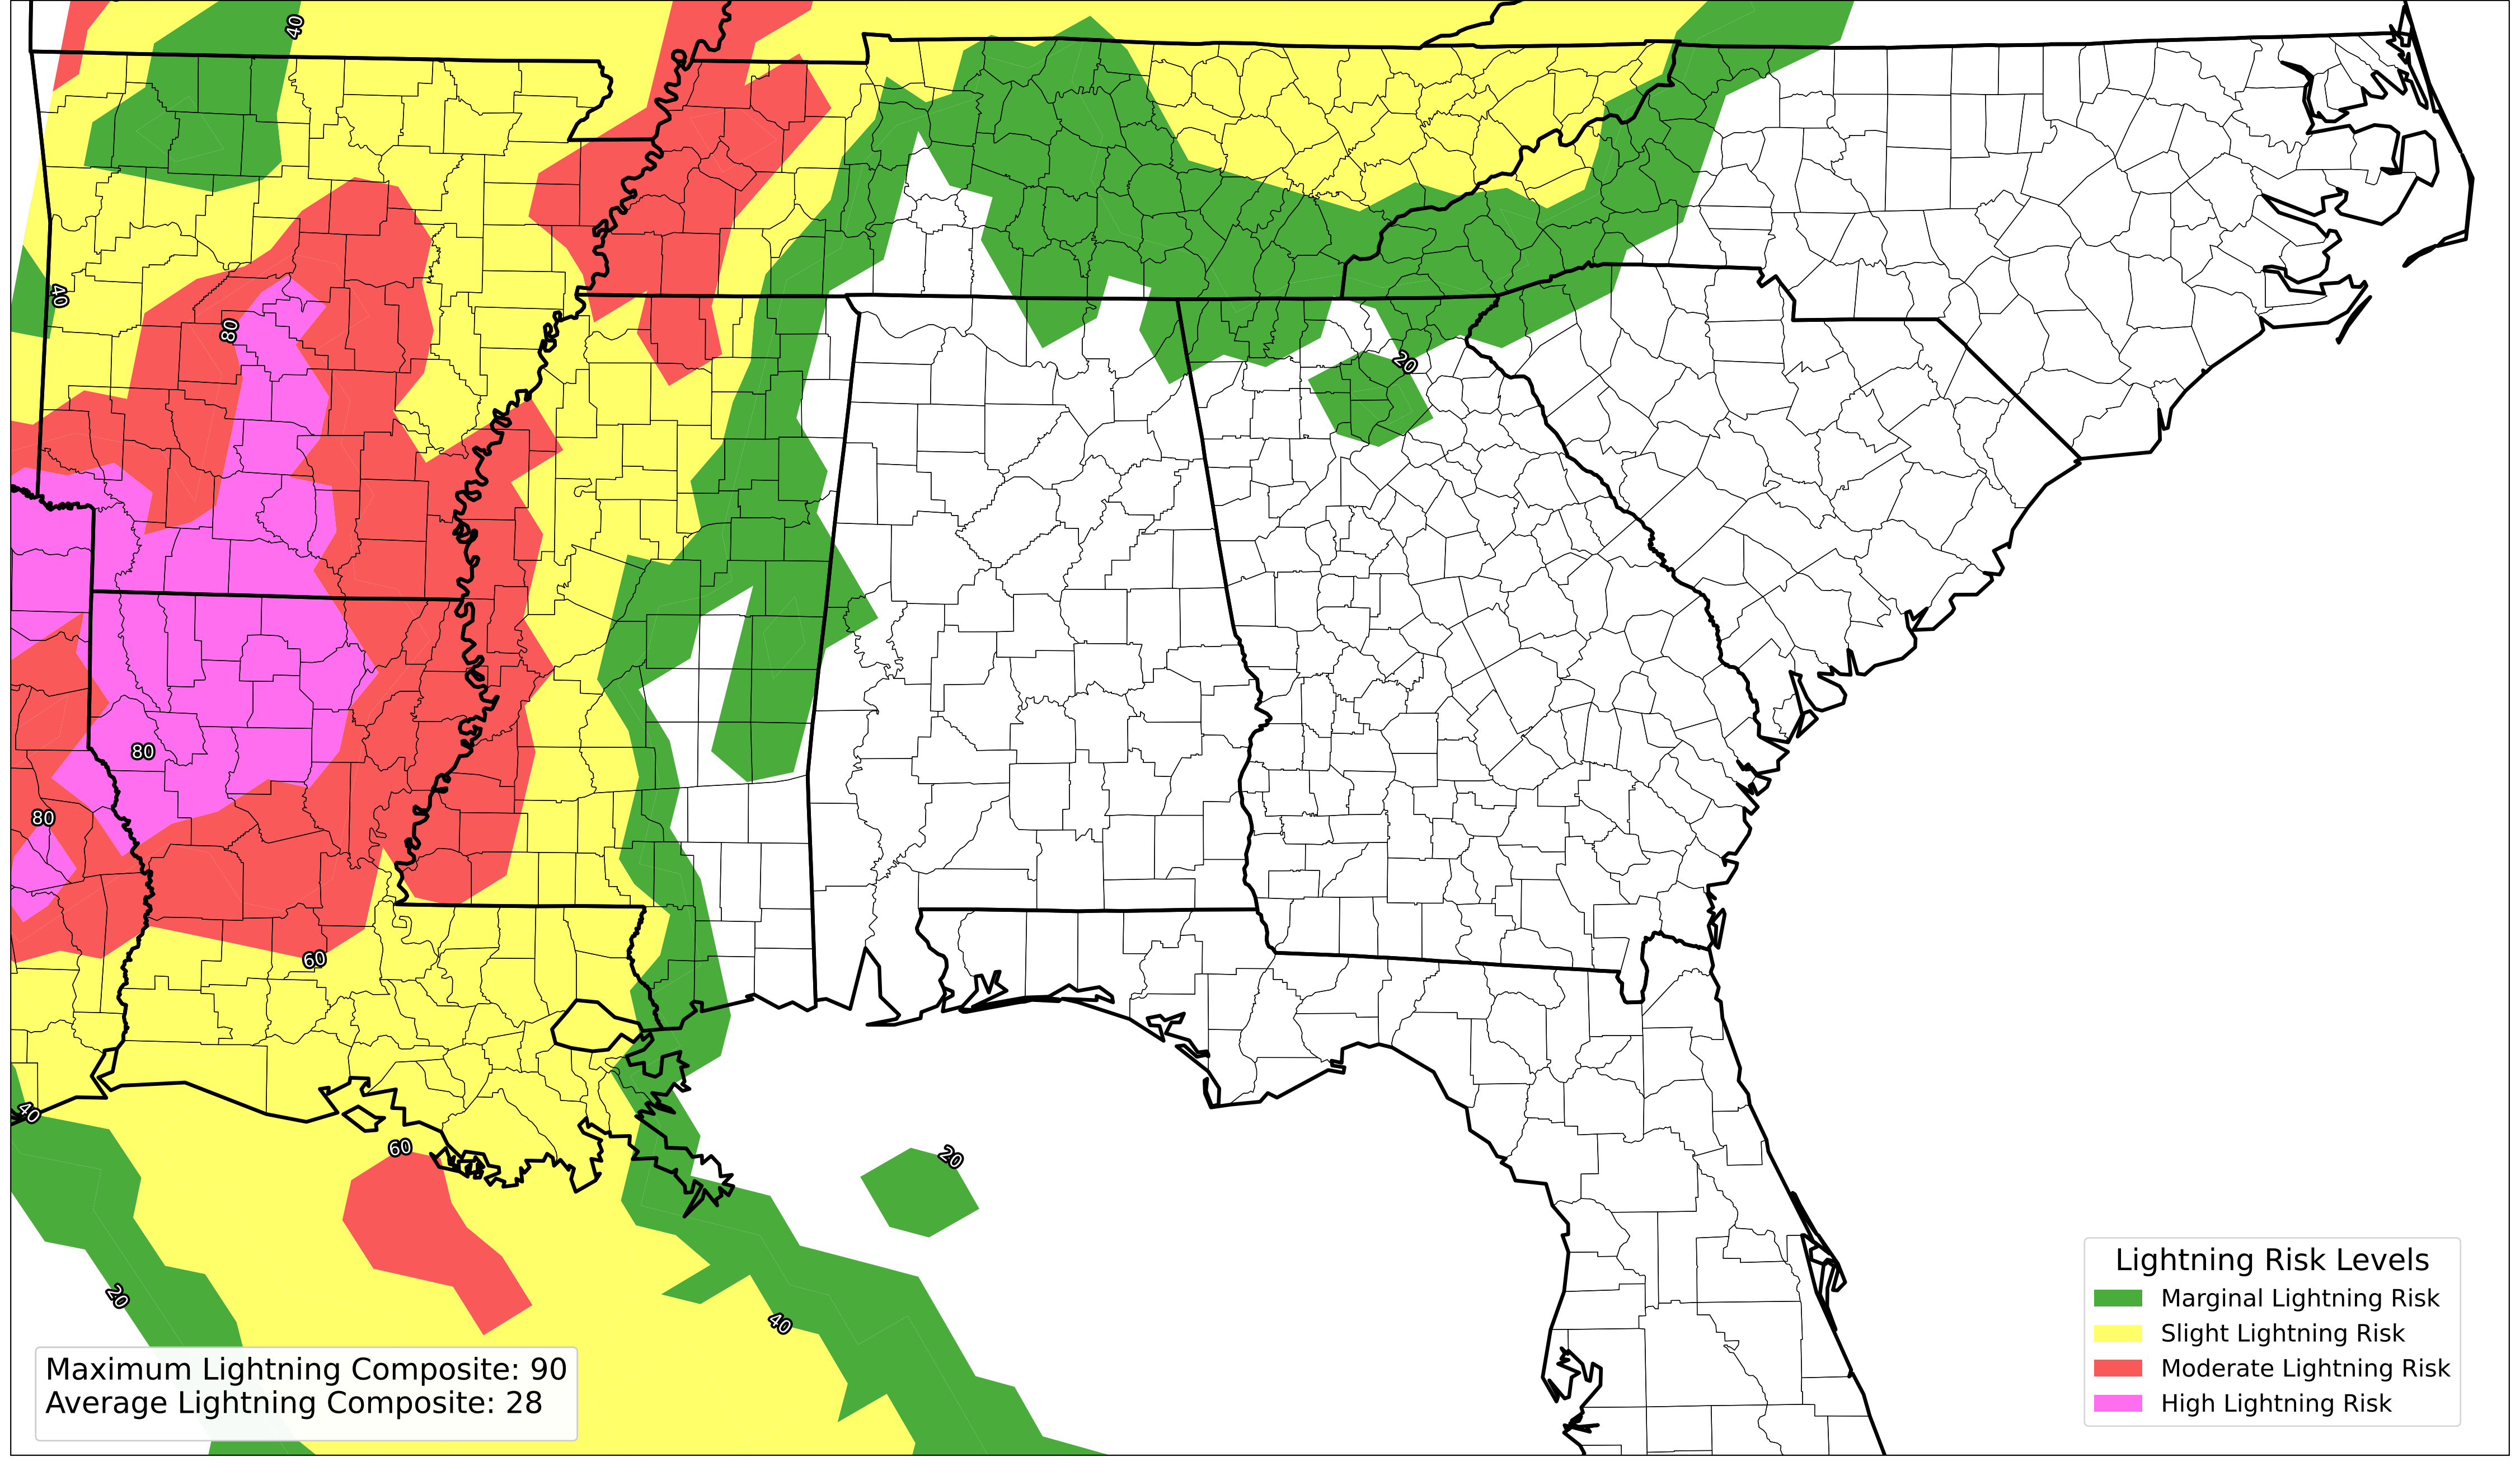 40
40
80
20
80
80
60
40
60
20
20
40
Lightning Risk Levels
Marginal Lightning Risk
Slight Lightning Risk
Moderate Lightning Risk
High Lightning Risk
Maximum Lightning Composite: 90
Average Lightning Composite: 28